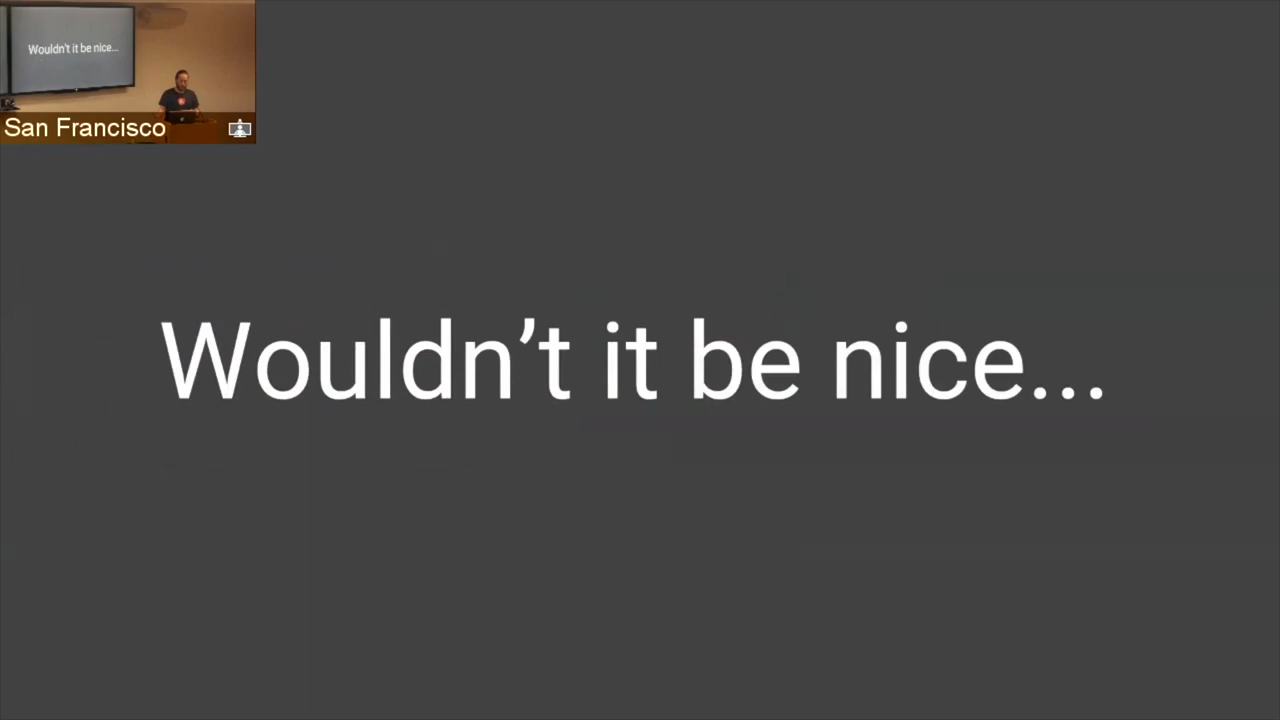 Wouldn't it be nice...
San Francisco
Wouldn’t it be nice...